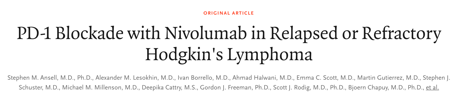 ORIGINAL ARTICLE
PD-1 Blockade with Nivolumab in Relapsed or Refractory
Hodgkin's Lymphoma
Stephen M. Ansell, M.D., Ph.D., Alexander M. Lesokhin, M.D., Ivan Borrello, M.D., Ahmad Halwani, M.D., Emma C. Scott, M.D., Martin Gutierrez, M.D., Stephen J.
Schuster, M.D., Michael M. Millenson, M.D., Deepika Cattry, M.S., Gordon J. Freeman, Ph.D., Scott J. Rodig, M.D., Ph.D., Bjoern Chapuy, M.D., Ph.D., et al.